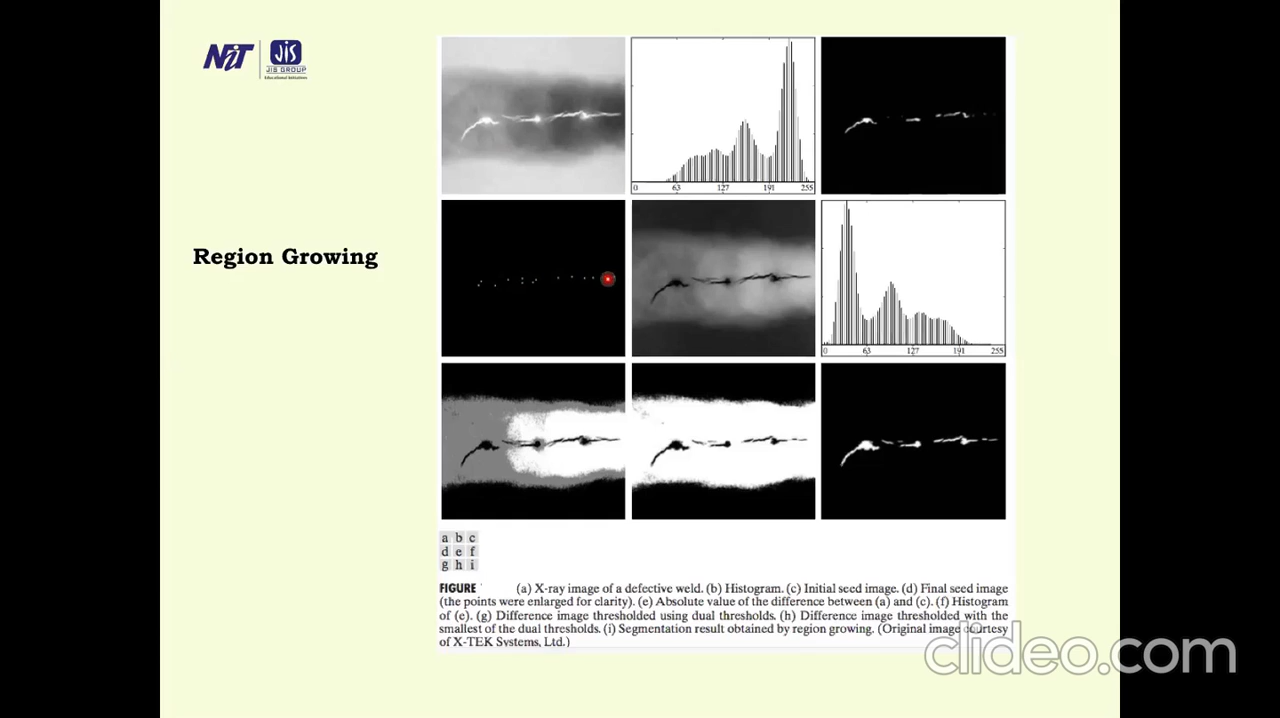 NiT JIS
JIS GROUP
Educational Initiatives
0 63 127 191 255
Region Growing
0 63 127 191 255
a b c
d e f
g h i
FIGURE (a) X-ray image of a defective weld. (b) Histogram. (c) Initial seed image. (d) Final seed image
(the points were enlarged for clarity). (e) Absolute value of the difference between (a) and (c). (f) Histogram
of (e). (g) Difference image thresholded using dual thresholds. (h) Difference image thresholded with the
smallest of the dual thresholds. (i) Segmentation result obtained by region growing. (Original image courtesy
of X-TEK Systems, Ltd.)
clideo.com